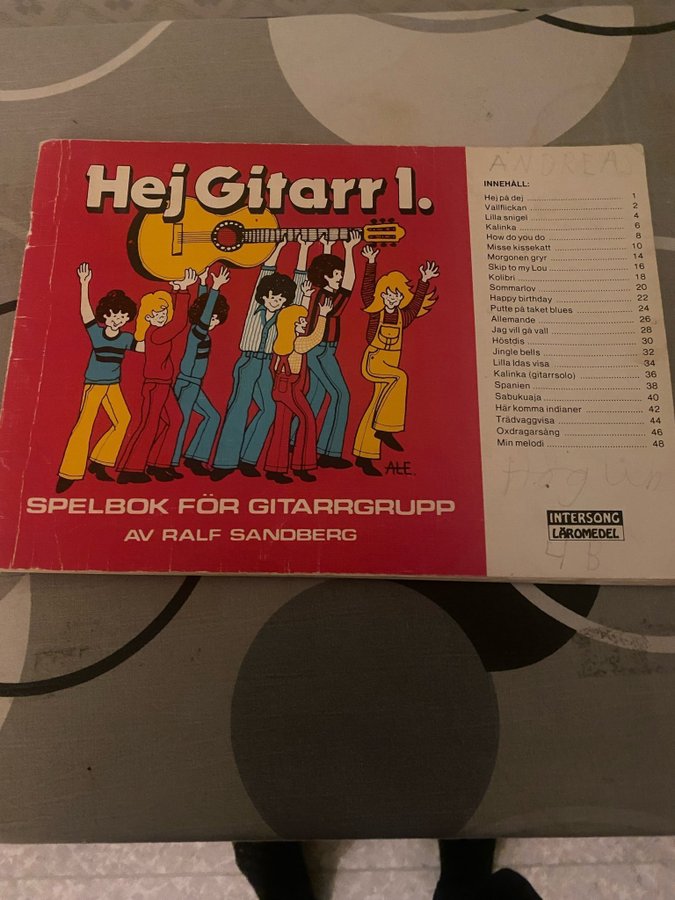 Hej Gitarr 1.
ALE.
SPELBOK FÖR GITARRGRUPP
AV RALF SANDBERG
ANDREAS
INNEHÅLL:
Hej på dej 1
Vallflickan 2
Lilla snigel 4
Kalinka 6
How do you do 8
Misse kissekatt 10
Morgonen gryr 14
Skip to my Lou 16
Kolibri 18
Sommarlov 20
Happy birthday 22
Putte på taket blues 24
Allemande 26
Jag vill gå vall 28
Höstdis 30
Jingle bells 32
Lilla Idas visa 34
Kalinka (gitarrsolo) 36
Spanien 38
Sabukuaja 40
Här komma indianer 42
Trädvaggvisa 44
Oxdragarsång 46
Min melodi 48
INTERSONG
LÄROMEDEL
4b